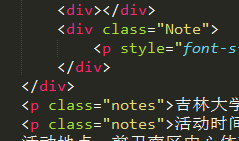 <div></div>
<div class="Note">
<p style="font-s
</div>
</div>
<p class="notes">吉林大学
<p class="notes">活动时间